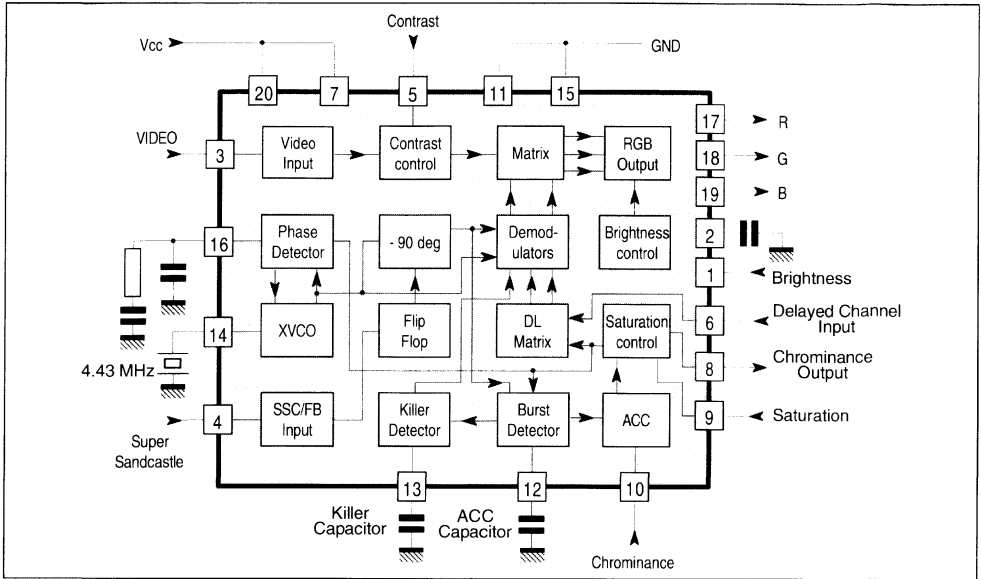 Contrast
Vcc
GND
20
7
5
11
15
17
R
VIDEO
3
Video
Input
Contrast
control
Matrix
RGB
Output
18
G
19
B
16
Phase
Detector
- 90 deg
Demod-
ulators
Brightness
control
2
1
Brightness
14
XVCO
Flip
Flop
DL
Matrix
Saturation
control
6
Delayed Channel
Input
8
Chrominance
Output
4.43 MHz
4
Super
Sandcastle
SSC/FB
Input
Killer
Detector
Burst
Detector
ACC
9
Saturation
13
12
10
Killer
Capacitor
ACC
Capacitor
Chrominance